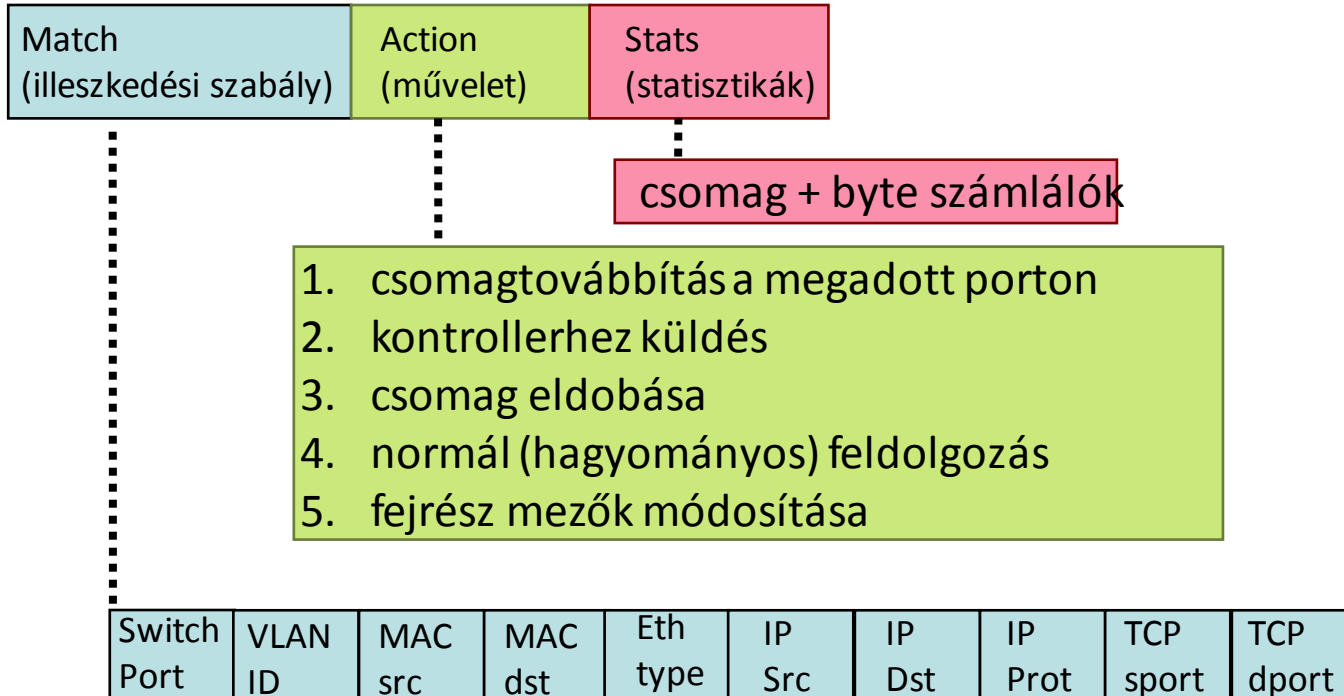 Match
(illeszkedési szabály)
Action
(művelet)
Stats
(statisztikák)
csomag + byte számlálók
1. csomagtovábbítás a megadott porton
2. kontrollerhez küldés
3. csomag eldobása
4. normál (hagyományos) feldolgozás
5. fejrész mezők módosítása
Switch
Port
VLAN
ID
MAC
src
MAC
dst
Eth
type
IP
Src
IP
Dst
IP
Prot
TCP
sport
TCP
dport